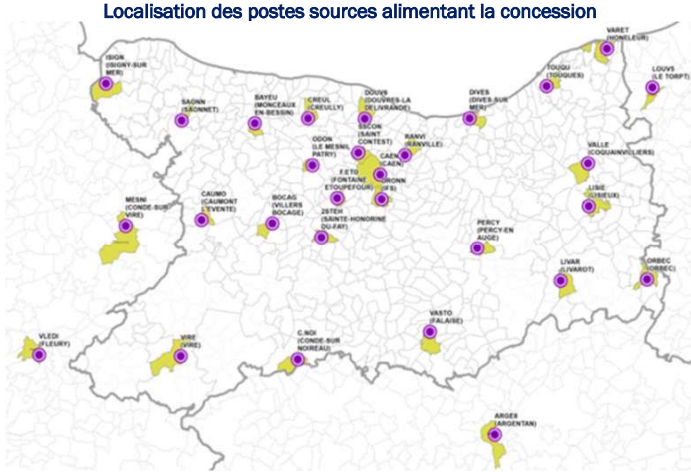 Localisation des postes sources alimentant la concession
VARET
(HONFLEUR)
ISIGN
(ISIGNY-SUR
MER)
TOUQU
(TOUQUES)
LOUVS
(LE TORPT)
SAONN
(SAONNET)
BAYEU
(MONCEAUX
EN-BESSIN)
CREUL
(CREULLY)
DOUVS
(DOUVRES-LA
DELIVRANDE)
DIVES
(DIVES-SUR
MER)
ODON
(LE MESNIL
PATRY)
SSCON
(SAINT
CONTEST)
RANVI
(RANVILLE)
CAEN
(CAEN)
VALLE
(COQUAINVILLIERS)
F.ETO
(FONTAINE
ETOUPEFOUR)
(IFS)
LISIE
(LISIEUX)
MESNI
(CONDE-SUR
VIRE)
CAUMO
(CAUMONT
L'EVENTE)
BOCAG
(VILLERS
BOCAGE)
2STEH
(SAINTE-HONORINE
DU-FAY)
PERCY
(PERCY-EN
AUGE)
LIVAR
(LIVAROT)
ORBEC
(ORBEC)
VLEDI
(FLEURY)
VIRE
(VIRE)
C.NOI
(CONDE-SUR
NOIREAU)
VASTO
(FALAISE)
ARGE8
(ARGENTAN)